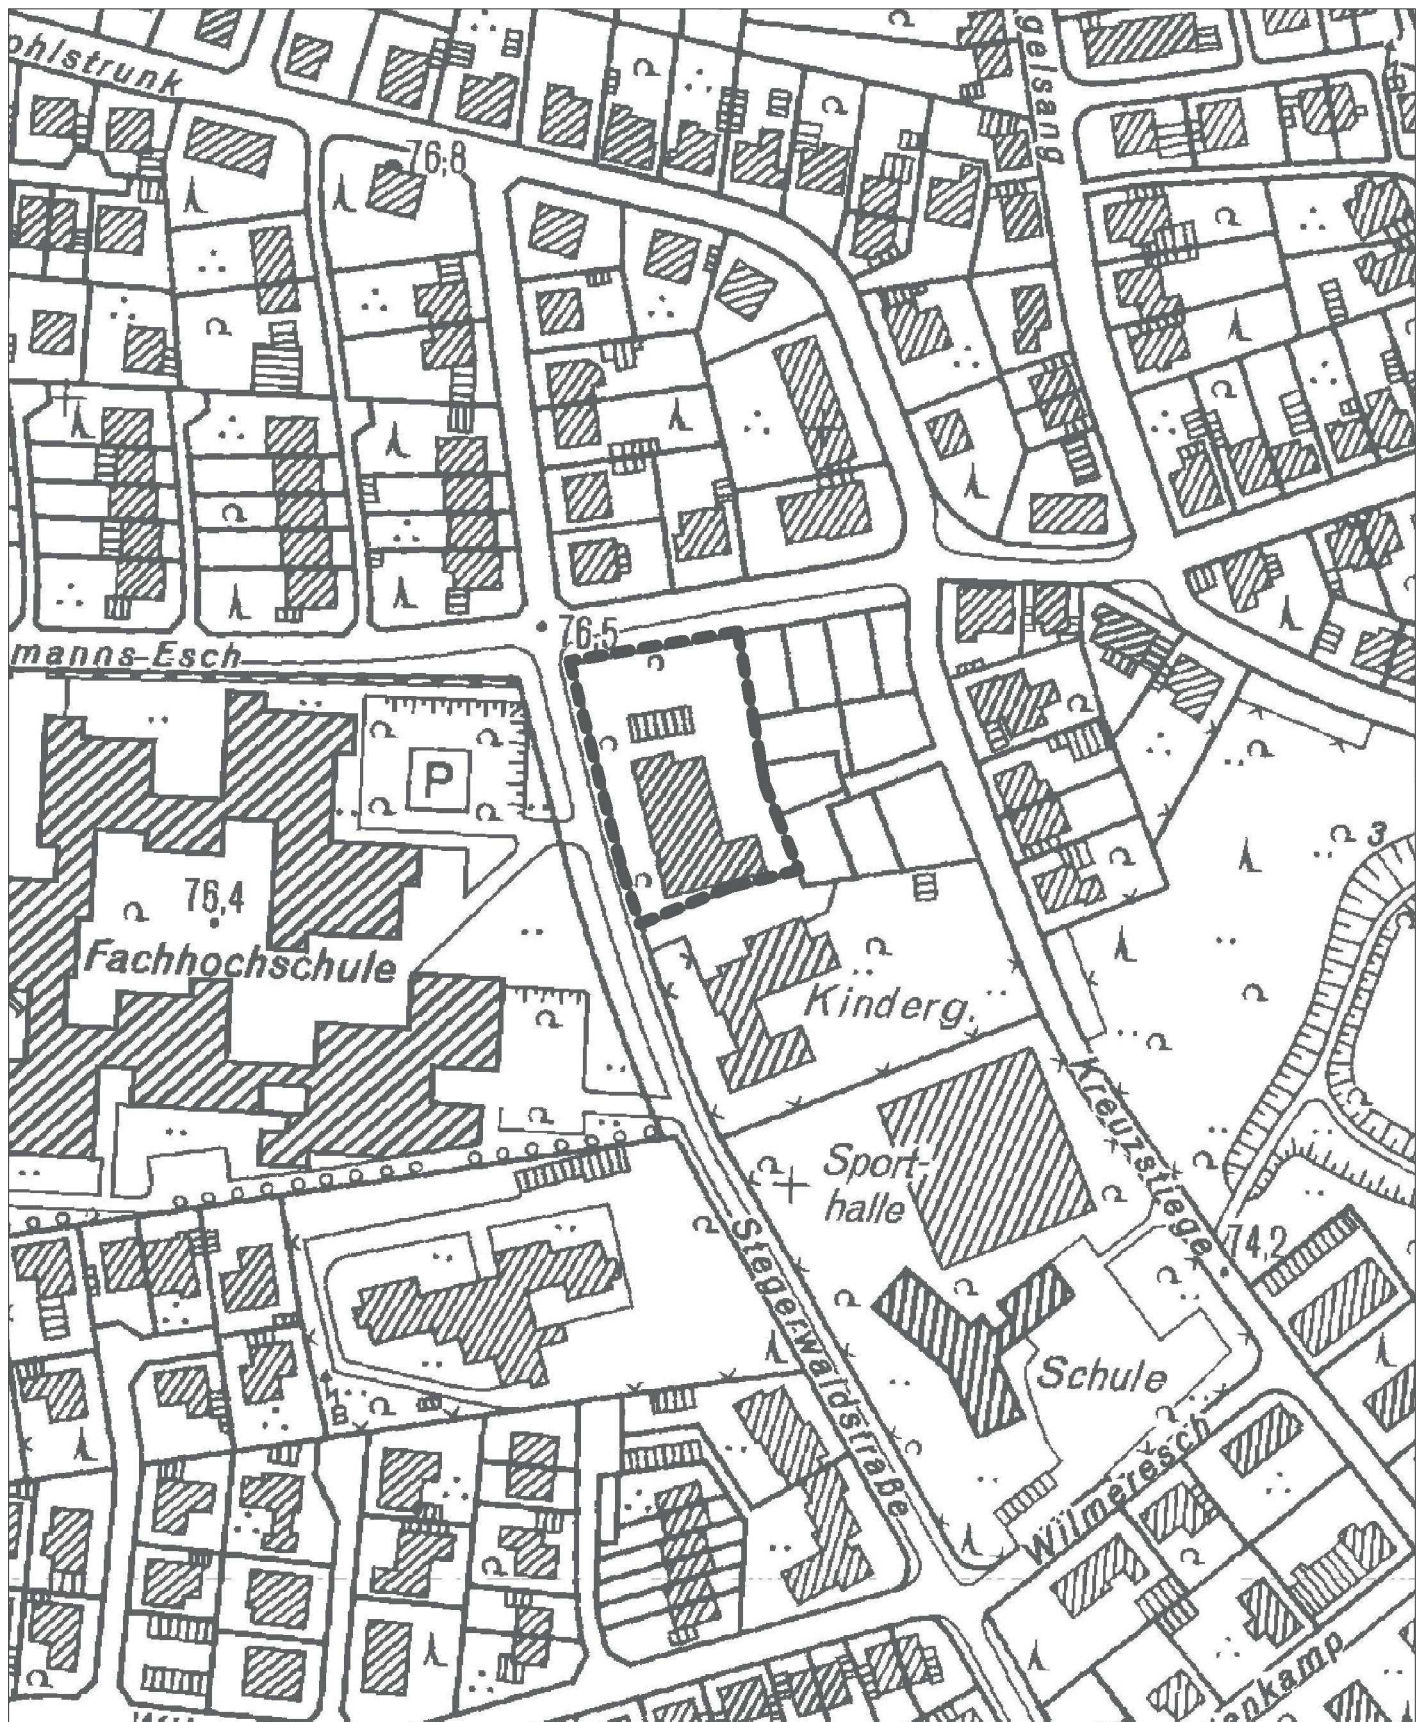 ohlstrunk
gelsang
76,8
76,5
manns-Esch
P
3
76,4
Fachhochschule
Kinderg.
Kreuzstiege
Sport-
halle
74,2
Stegerwaldstraße
Schule
Wilmeresch
enkamp